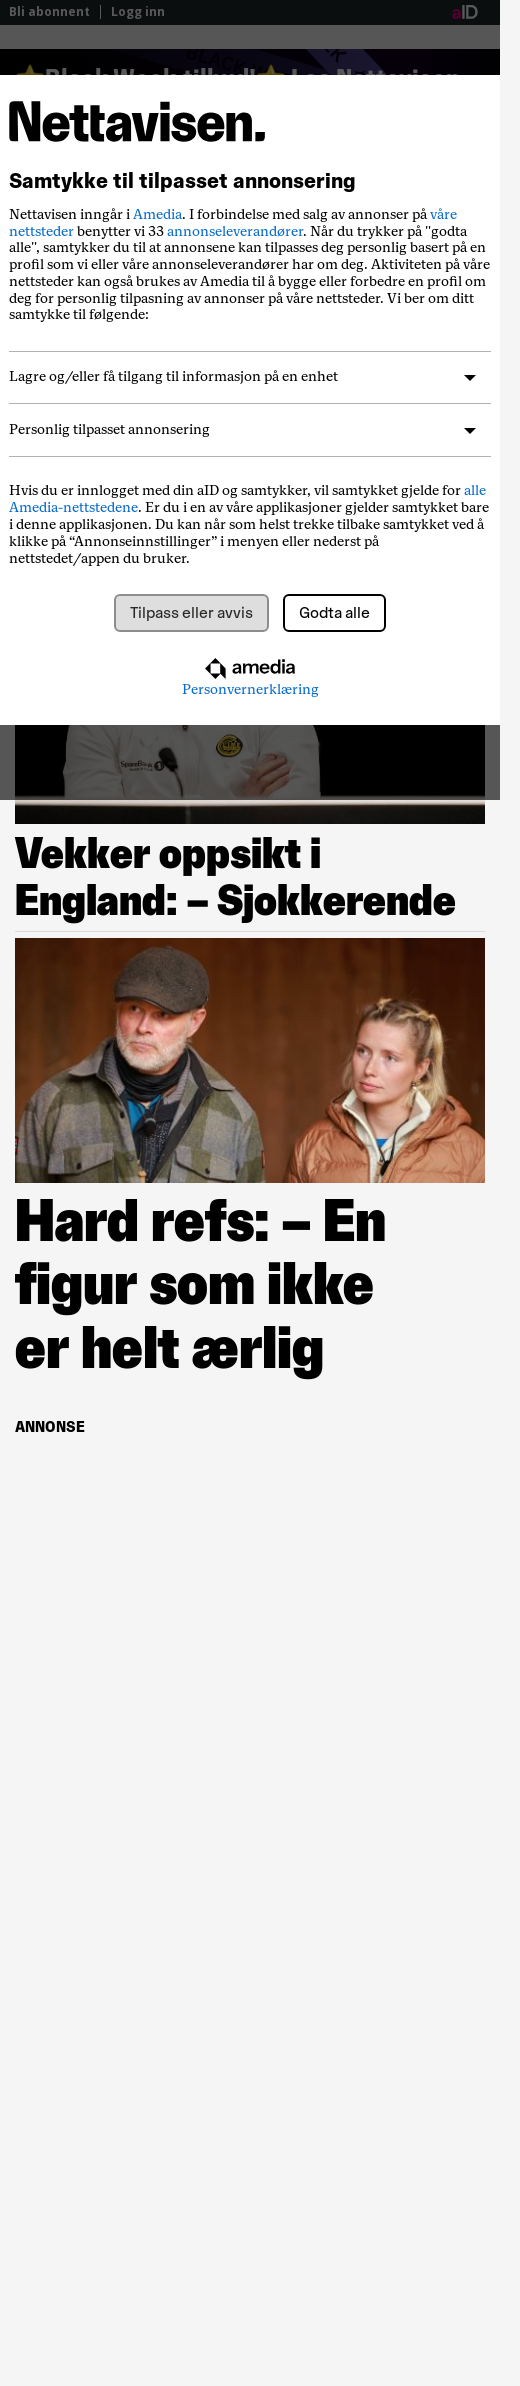 Bli abonnent
Logg inn
aID
Nettavisen.
Samtykke til tilpasset annonsering
Nettavisen inngår i Amedia. I forbindelse med salg av annonser på våre
nettsteder benytter vi 33 annonseleverandører. Når du trykker på "godta
alle", samtykker du til at annonsene kan tilpasses deg personlig basert på en
profil som vi eller våre annonseleverandører har om deg. Aktiviteten på våre
nettsteder kan også brukes av Amedia til å bygge eller forbedre en profil om
deg for personlig tilpasning av annonser på våre nettsteder. Vi ber om ditt
samtykke til følgende:
Lagre og/eller få tilgang til informasjon på en enhet
Personlig tilpasset annonsering
Hvis du er innlogget med din aID og samtykker, vil samtykket gjelde for alle
Amedia-nettstedene. Er du i en av våre applikasjoner gjelder samtykket bare
i denne applikasjonen. Du kan når som helst trekke tilbake samtykket ved å
klikke på “Annonseinnstillinger” i menyen eller nederst på
nettstedet/appen du bruker.
Tilpass eller avvis
Godta alle
amedia
Personvernerklæring
SpareBank 1
Vekker oppsikt i
England: – Sjokkerende
Hard refs: – En
figur som ikke
er helt ærlig
ANNONSE